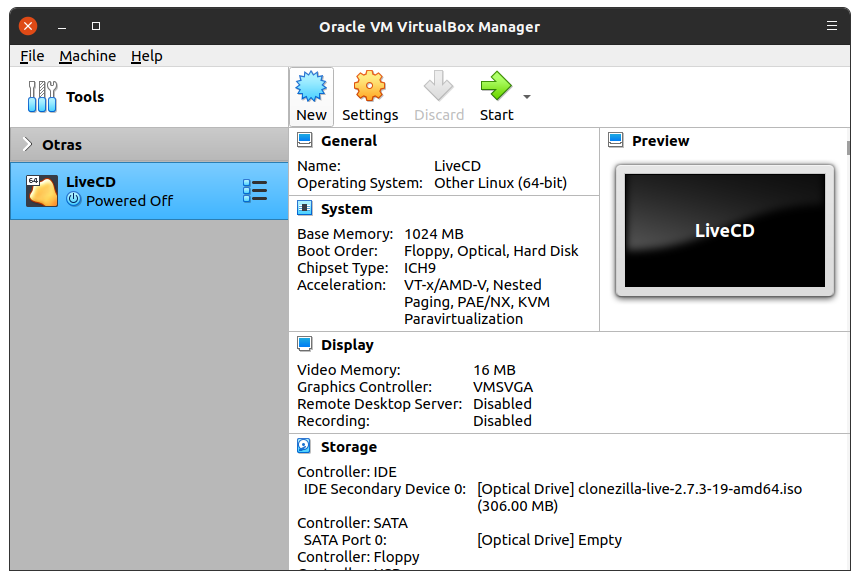 Oracle VM VirtualBox Manager
File Machine Help
Tools
New Settings Discard Start
Otras
64 LiveCD
Powered Off
General
Name: LiveCD
Operating System: Other Linux (64-bit)
Preview
LiveCD
System
Base Memory: 1024 MB
Boot Order: Floppy, Optical, Hard Disk
Chipset Type: ICH9
Acceleration: VT-x/AMD-V, Nested
Paging, PAE/NX, KVM
Paravirtualization
Display
Video Memory: 16 MB
Graphics Controller: VMSVGA
Remote Desktop Server: Disabled
Recording: Disabled
Storage
Controller: IDE
IDE Secondary Device 0: [Optical Drive] clonezilla-live-2.7.3-19-amd64.iso
(306.00 MB)
Controller: SATA
SATA Port 0: [Optical Drive] Empty
Controller: Floppy